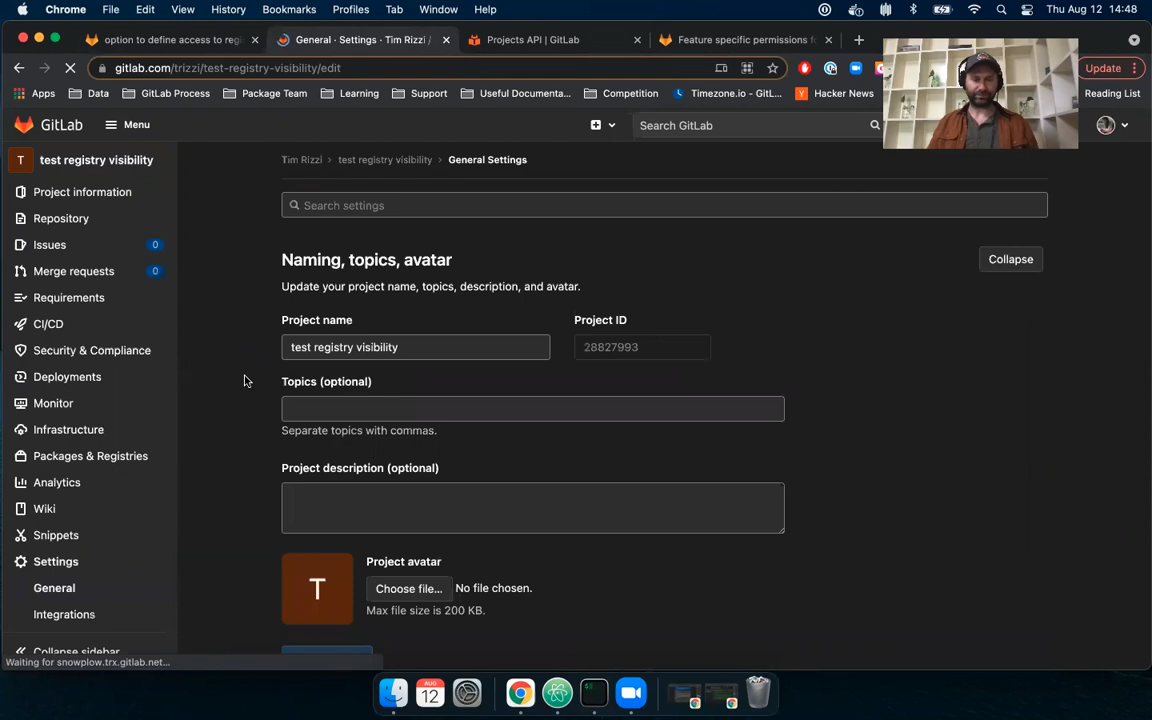 Chrome File Edit View History Bookmarks Profiles Tab Window Help Thu Aug 12 14:48
option to define access to regi
General · Settings · Tim Rizzi /
Projects API | GitLab
Feature specific permissions fo
gitlab.com/trizzi/test-registry-visibility/edit
Update
Apps Data GitLab Process Package Team Learning Support Useful Documenta... Competition Timezone.io - GitL... Hacker News Reading List
GitLab Menu Search GitLab
T test registry visibility
Tim Rizzi > test registry visibility > General Settings
Project information
Search settings
Repository
Issues 0
Naming, topics, avatar Collapse
Merge requests 0
Update your project name, topics, description, and avatar.
Requirements
Project name Project ID
CI/CD
test registry visibility 28827993
Security & Compliance
Deployments
Topics (optional)
Monitor
Infrastructure
Separate topics with commas.
Packages & Registries
Project description (optional)
Analytics
Wiki
Snippets
Settings
Project avatar
General
T
Choose file... No file chosen.
Integrations
Max file size is 200 KB.
Collapse sidebar
Waiting for snowplow.trx.gitlab.net...
AUG
12